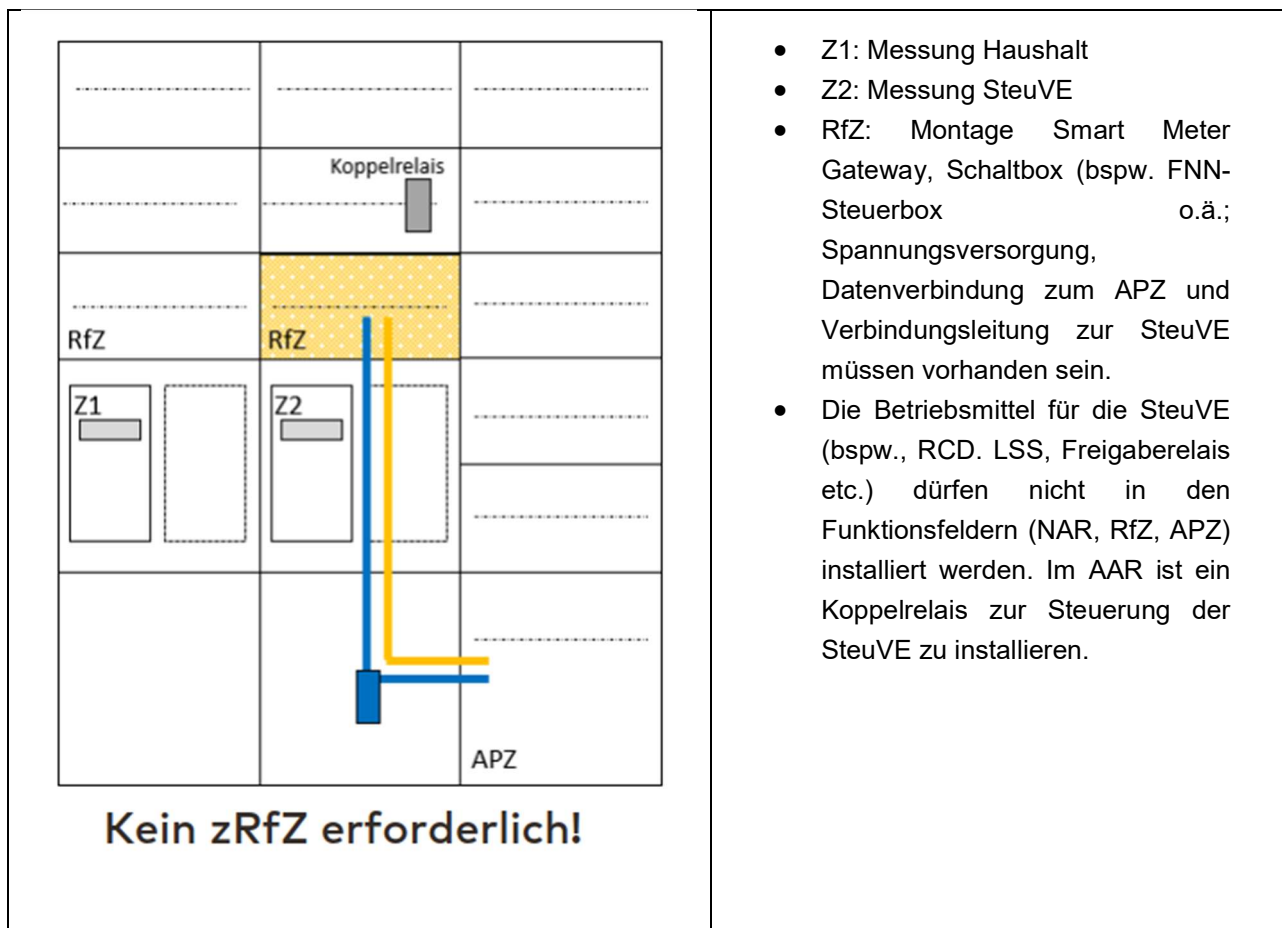 Koppelrelais
RfZ
RfZ
Z1
Z2
APZ
Kein zRfZ erforderlich!
• Z1: Messung Haushalt
• Z2: Messung SteuVE
• RfZ: Montage Smart Meter
Gateway, Schaltbox (bspw. FNN-
Steuerbox o.ä.;
Spannungsversorgung,
Datenverbindung zum APZ und
Verbindungsleitung zur SteuVE
müssen vorhanden sein.
• Die Betriebsmittel für die SteuVE
(bspw., RCD. LSS, Freigaberelais
etc.) dürfen nicht in den
Funktionsfeldern (NAR, RfZ, APZ)
installiert werden. Im AAR ist ein
Koppelrelais zur Steuerung der
SteuVE zu installieren.